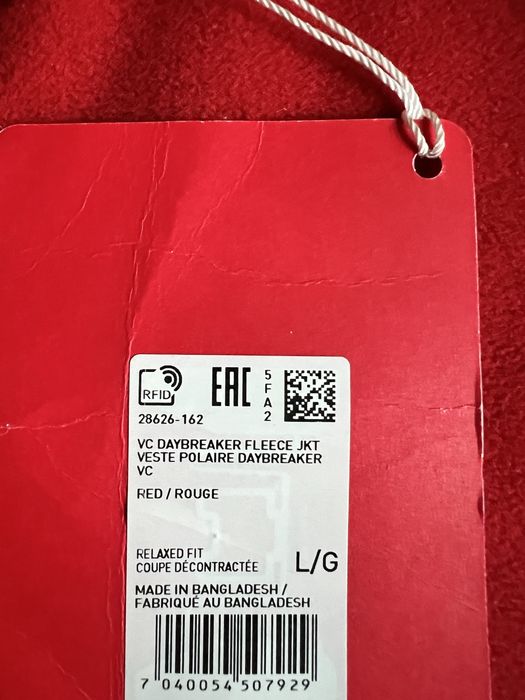 RFID
EAC
5
F
A
2
28626-162
VC DAYBREAKER FLEECE JKT
VESTE POLAIRE DAYBREAKER
VC
RED / ROUGE
RELAXED FIT
COUPE DÉCONTRACTÉE
L/G
MADE IN BANGLADESH /
FABRIQUÉ AU BANGLADESH
7 040054 507929